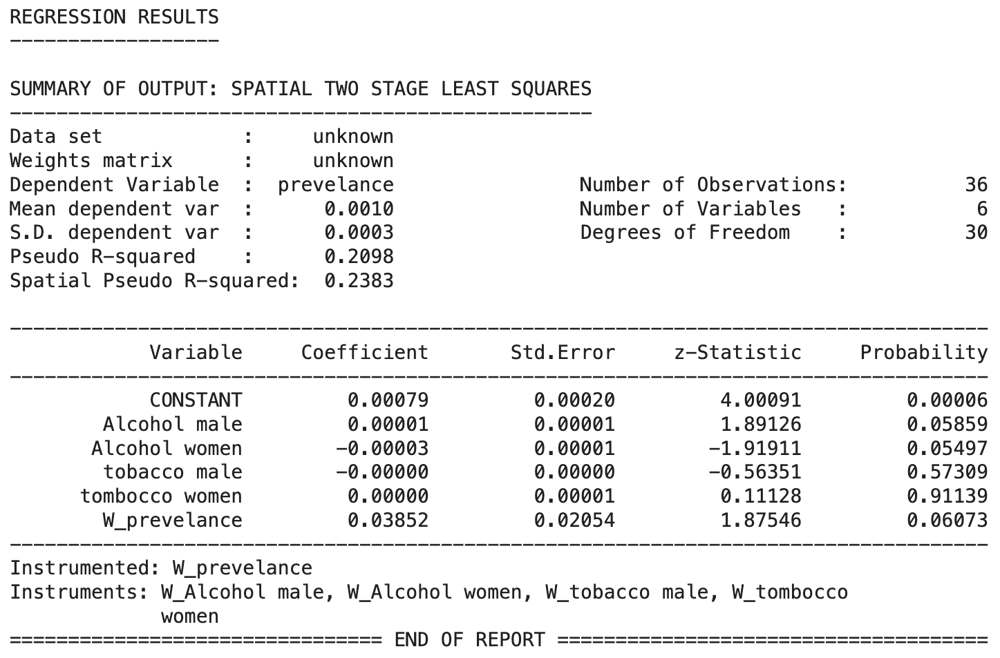 REGRESSION RESULTS
------------------
SUMMARY OF OUTPUT: SPATIAL TWO STAGE LEAST SQUARES
--------------------------------------------------
Data set            :     unknown
Weights matrix      :     unknown
Dependent Variable  :  prevelance                Number of Observations:          36
Mean dependent var  :      0.0010                Number of Variables   :           6
S.D. dependent var  :      0.0003                Degrees of Freedom    :          30
Pseudo R-squared    :      0.2098
Spatial Pseudo R-squared:  0.2383
------------------------------------------------------------------------------------
            Variable     Coefficient       Std.Error     z-Statistic     Probability
------------------------------------------------------------------------------------
            CONSTANT         0.00079         0.00020         4.00091         0.00006
        Alcohol male         0.00001         0.00001         1.89126         0.05859
       Alcohol women        -0.00003         0.00001        -1.91911         0.05497
        tobacco male        -0.00000         0.00000        -0.56351         0.57309
      tombocco women         0.00000         0.00001         0.11128         0.91139
        W_prevelance         0.03852         0.02054         1.87546         0.06073
------------------------------------------------------------------------------------
Instrumented: W_prevelance
Instruments: W_Alcohol male, W_Alcohol women, W_tobacco male, W_tombocco
             women
================================ END OF REPORT =====================================